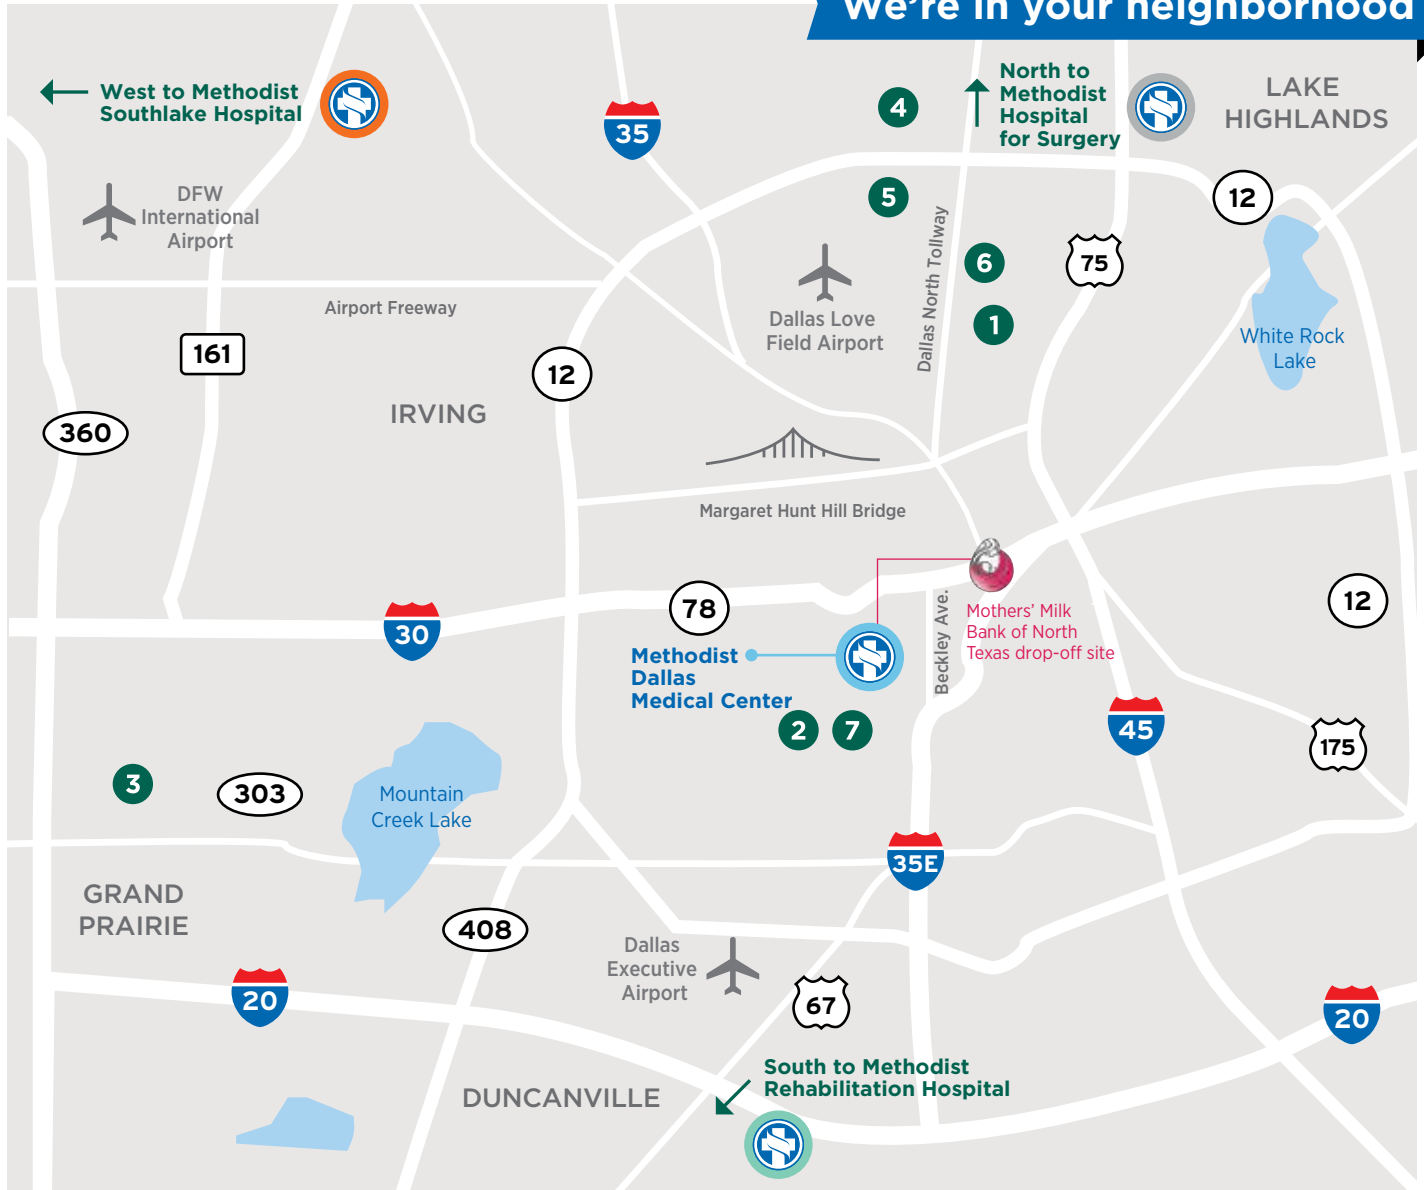 We're in your neighborhood
West to Methodist
Southlake Hospital
35
4
North to
Methodist
Hospital
for Surgery
LAKE
HIGHLANDS
DFW
International
Airport
5
12
Dallas North Tollway
6
75
Airport Freeway
Dallas Love
Field Airport
1
White Rock
Lake
161
12
360
IRVING
Margaret Hunt Hill Bridge
30
78
Beckley Ave.
Mothers' Milk
Bank of North
Texas drop-off site
12
Methodist
Dallas
Medical Center
2
7
45
175
3
303
Mountain
Creek Lake
35E
GRAND
PRAIRIE
408
Dallas
Executive
Airport
20
67
20
South to Methodist
Rehabilitation Hospital
DUNCANVILLE